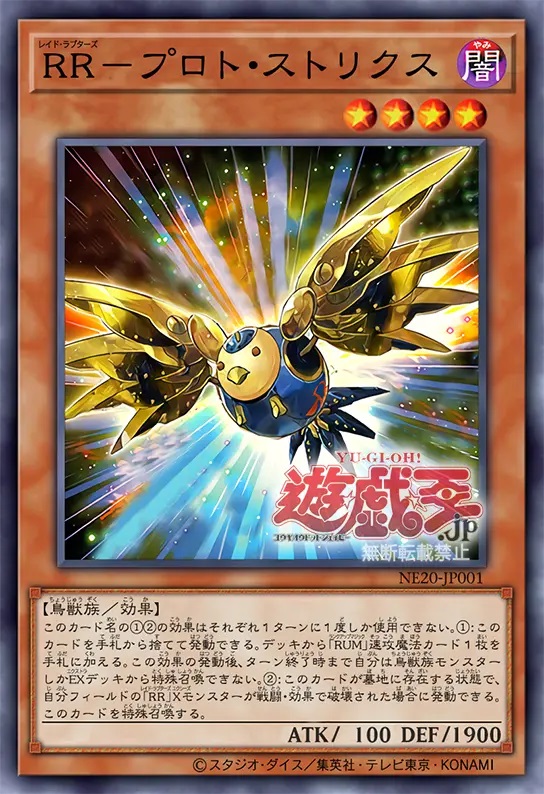 レイド・ラプターズ
RR－プロト・ストリクス
やみ
闇
YU-GI-OH!
遊戯王.jp
無断転載禁止
NE20-JP001
【鳥獣族／効果】
このカード名の①②の効果はそれぞれ１ターンに１度しか使用できない。①：この
カードを手札から捨てて発動できる。デッキから「RUM」速攻魔法カード１枚を
手札に加える。この効果の発動後、ターン終了時まで自分は鳥獣族モンスター
しかEXデッキから特殊召喚できない。②：このカードが墓地に存在する状態で、
自分フィールドの「RR」Xモンスターが戦闘・効果で破壊された場合に発動できる。
このカードを特殊召喚する。
ATK/ 100 DEF/1900
©スタジオ・ダイス／集英社・テレビ東京・KONAMI